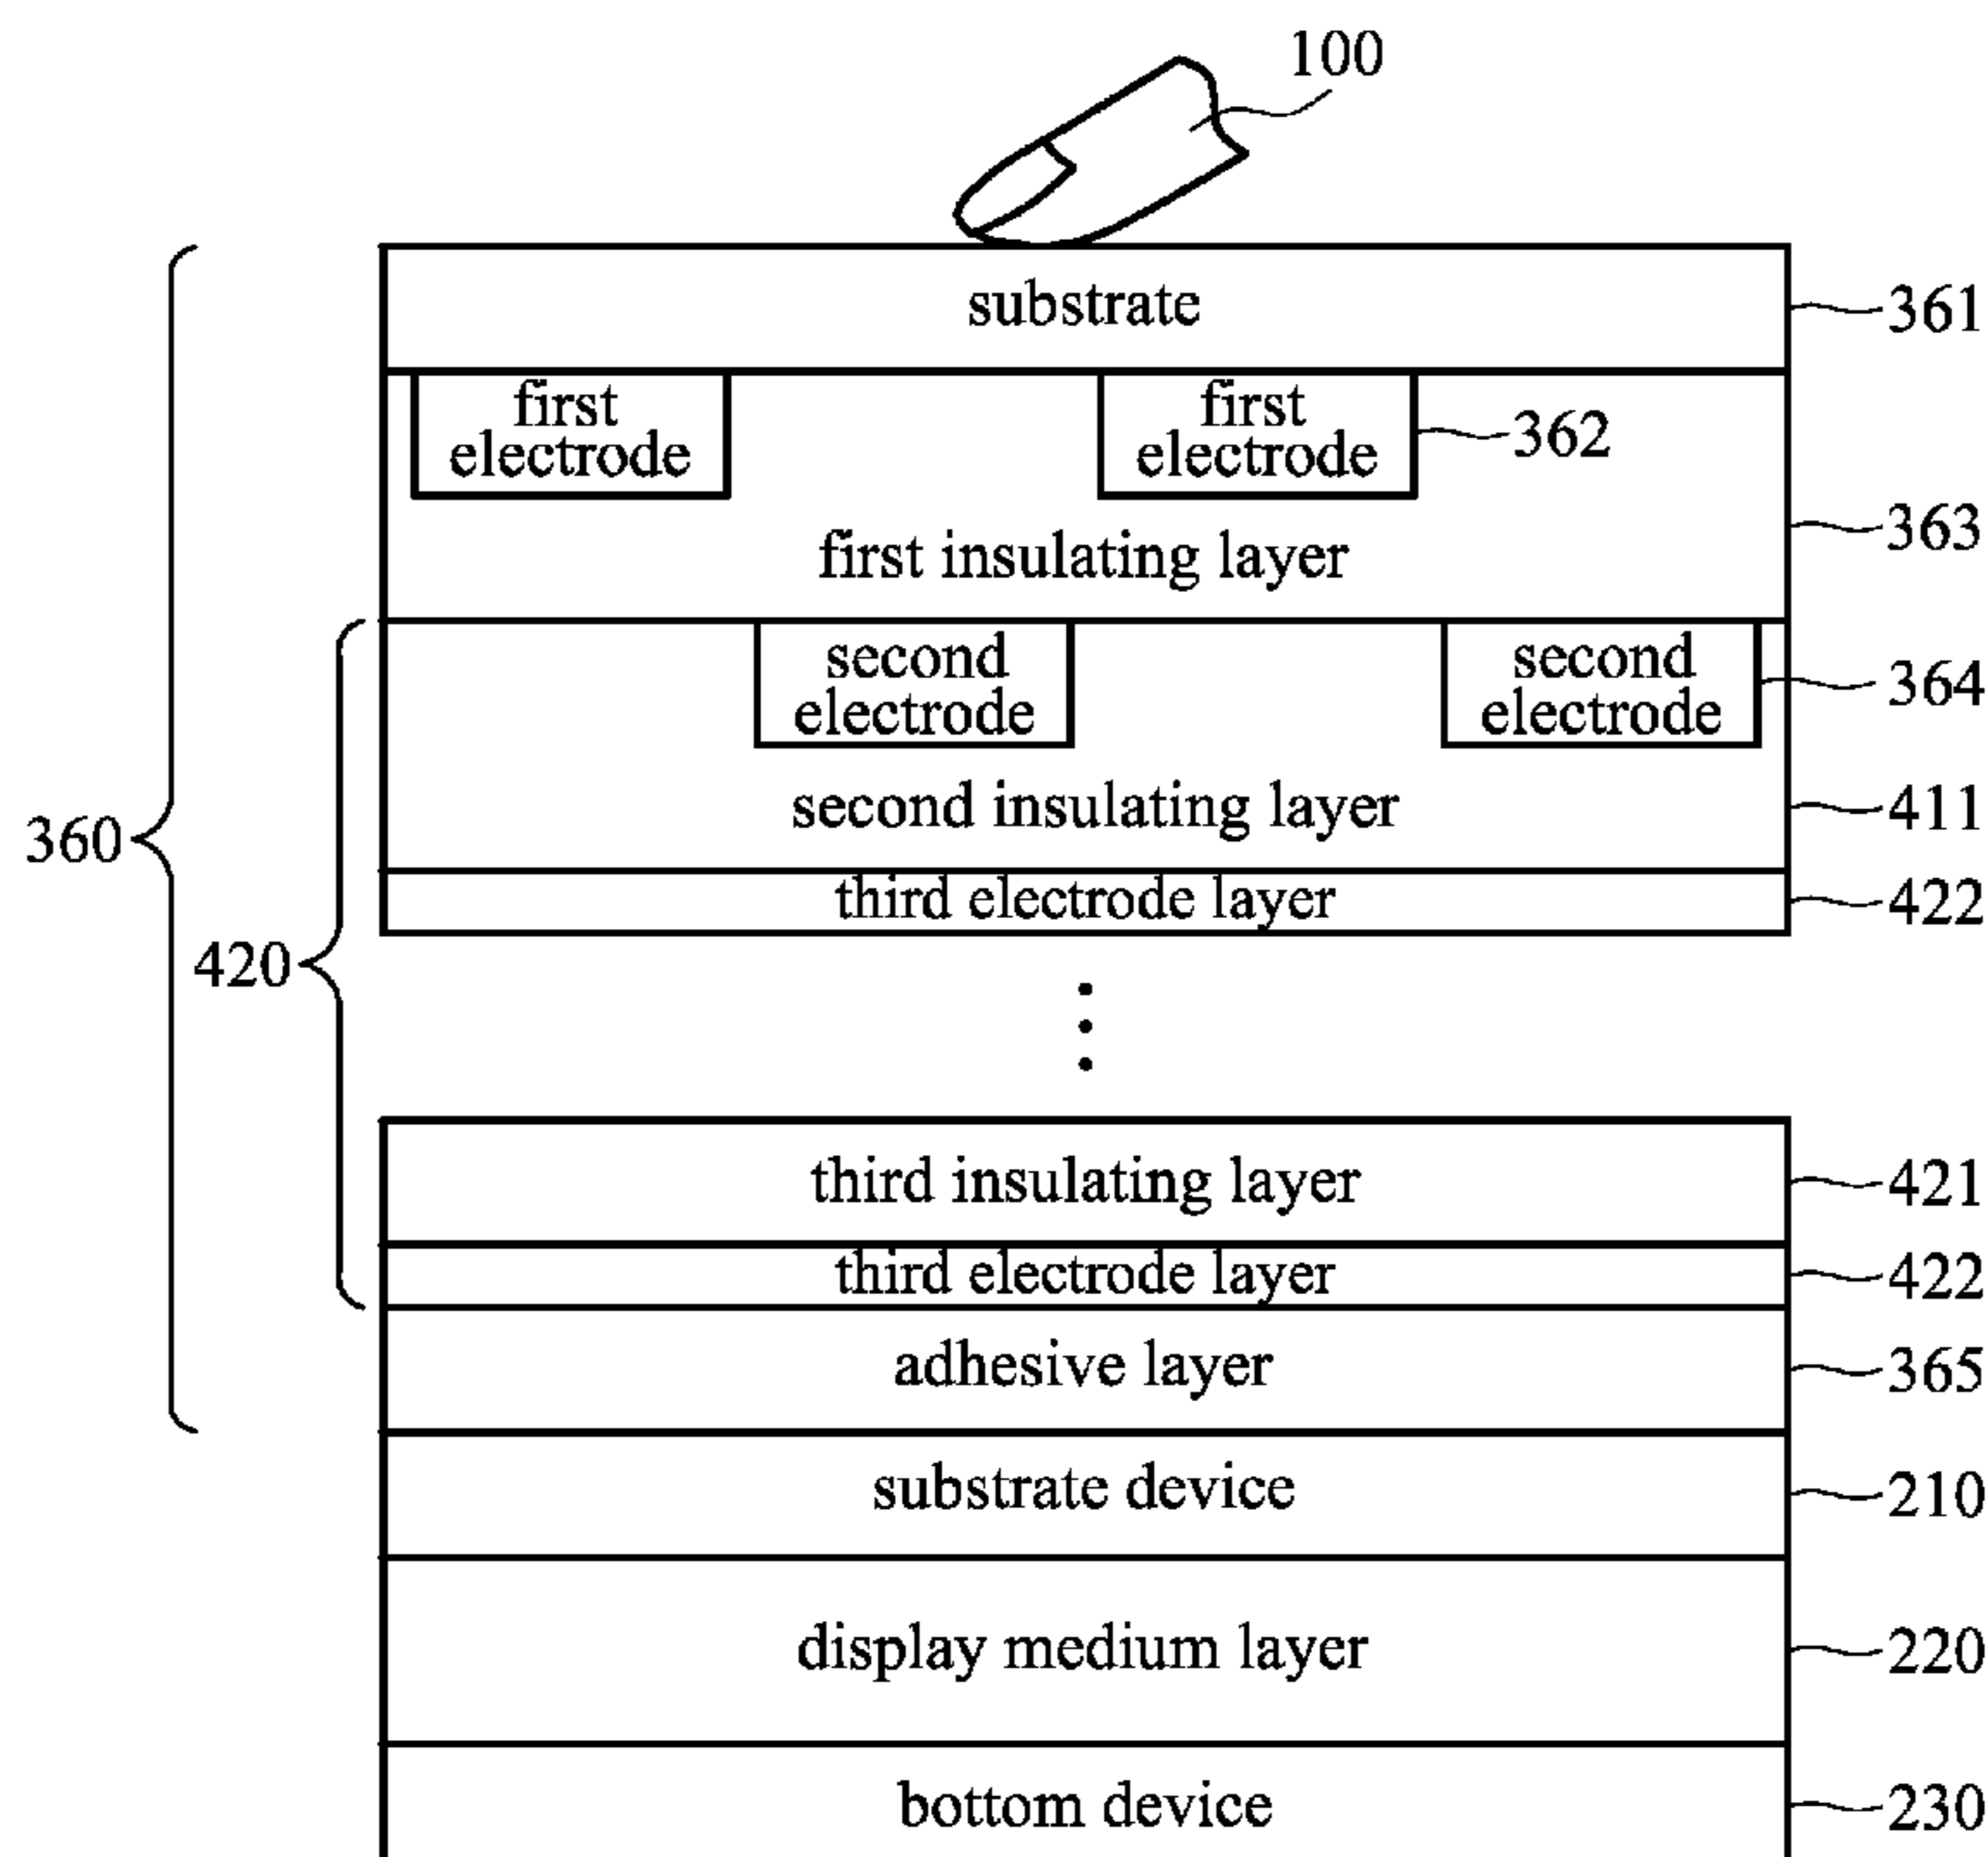 100
substrate
361
first
electrode
first
electrode
362
first insulating layer
363
second
electrode
second
electrode
364
second insulating layer
411
360
third electrode layer
422
420
third insulating layer
421
third electrode layer
422
adhesive layer
365
substrate device
210
display medium layer
220
bottom device
230